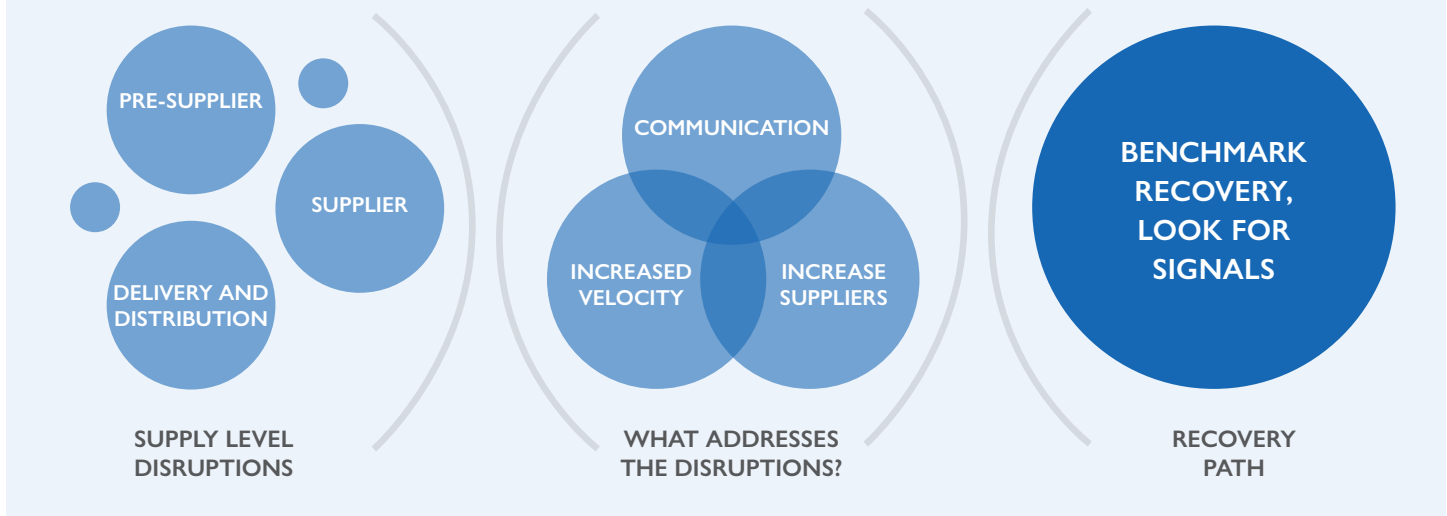 PRE-SUPPLIER
SUPPLIER
DELIVERY AND
DISTRIBUTION
SUPPLY LEVEL
DISRUPTIONS
COMMUNICATION
INCREASED
VELOCITY
INCREASE
SUPPLIERS
WHAT ADDRESSES
THE DISRUPTIONS?
BENCHMARK
RECOVERY,
LOOK FOR
SIGNALS
RECOVERY
PATH